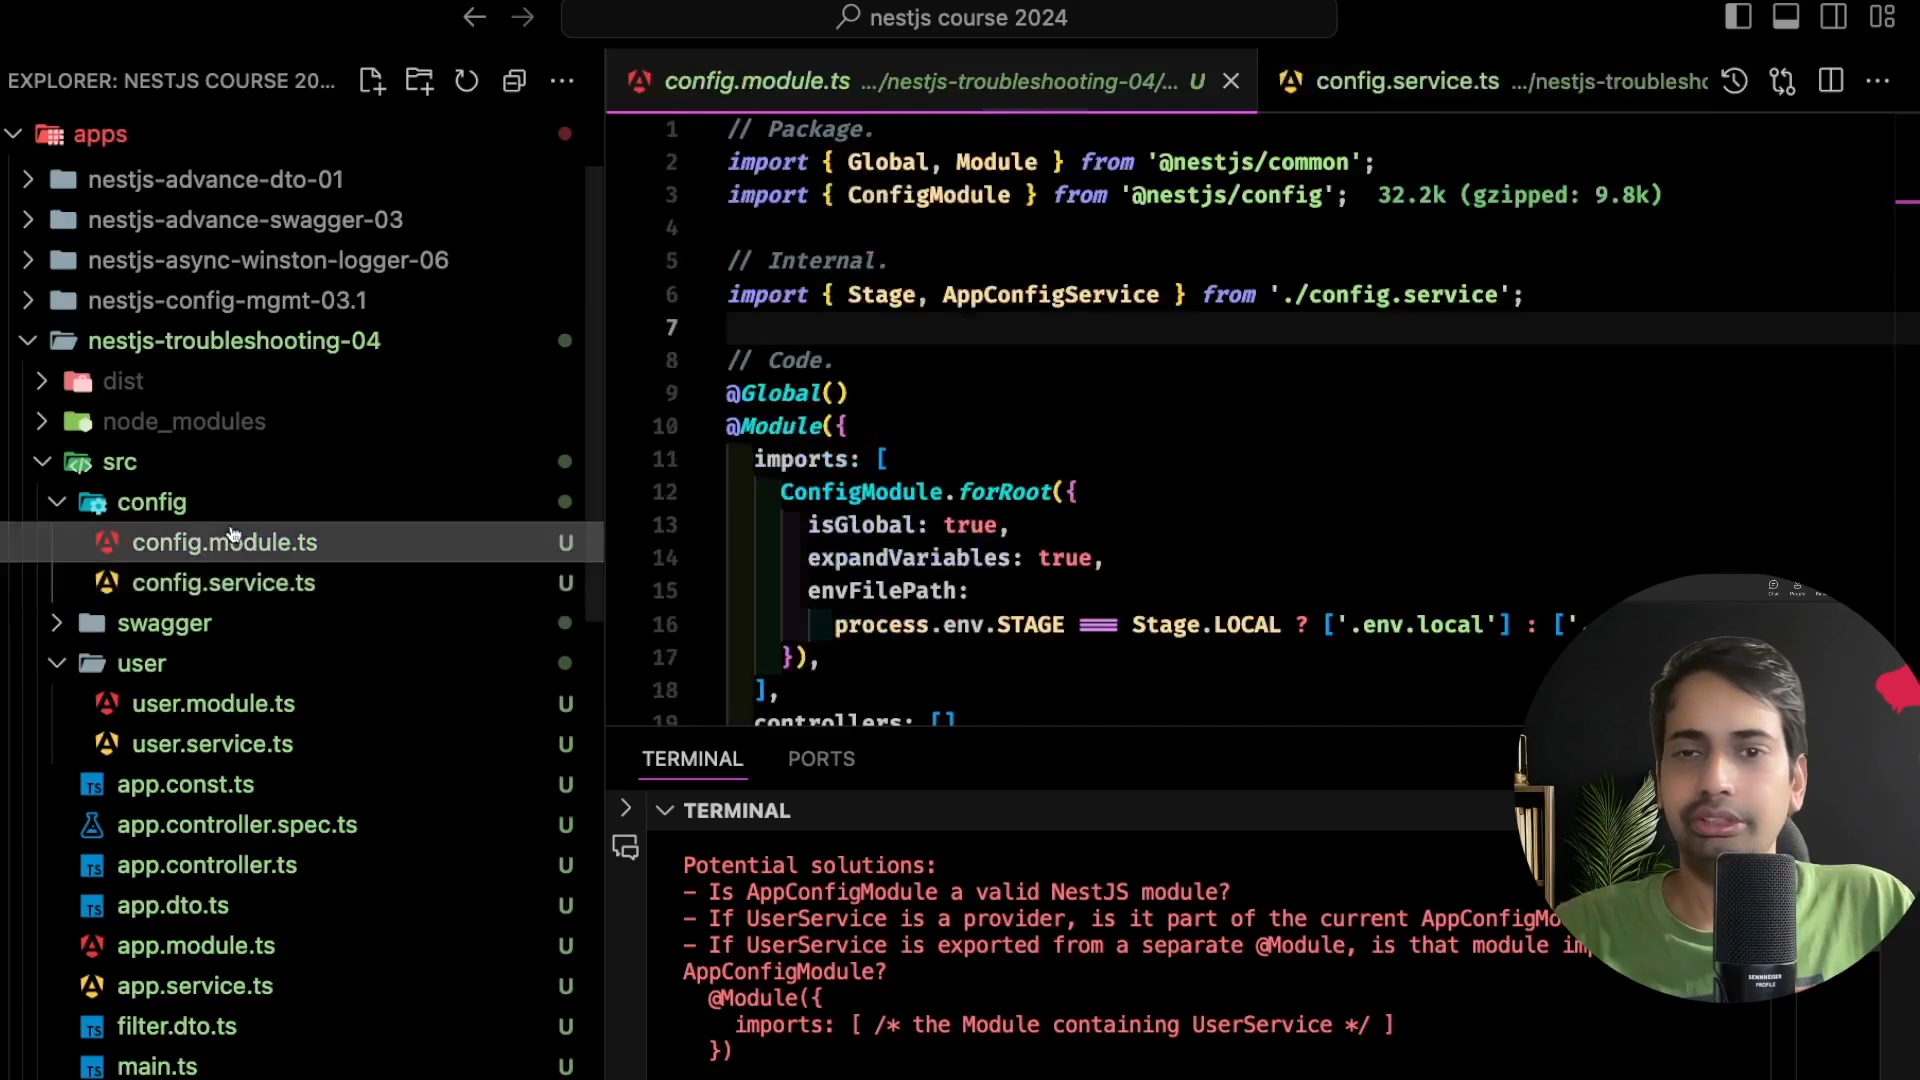 nestjs course 2024
EXPLORER: NESTJS COURSE 20...
apps
nestjs-advance-dto-01
nestjs-advance-swagger-03
nestjs-async-winston-logger-06
nestjs-config-mgmt-03.1
nestjs-troubleshooting-04
dist
node_modules
src
config
config.module.ts U
config.service.ts U
swagger
user
user.module.ts U
user.service.ts U
app.const.ts U
app.controller.spec.ts U
app.controller.ts U
app.dto.ts U
app.module.ts U
app.service.ts U
filter.dto.ts U
main.ts U
config.module.ts .../nestjs-troubleshooting-04/... U
config.service.ts .../nestjs-troublesho
1 // Package.
2 import { Global, Module } from '@nestjs/common';
3 import { ConfigModule } from '@nestjs/config'; 32.2k (gzipped: 9.8k)
4
5 // Internal.
6 import { Stage, AppConfigService } from './config.service';
7
8 // Code.
9 @Global()
10 @Module({
11 imports: [
12 ConfigModule.forRoot({
13 isGlobal: true,
14 expandVariables: true,
15 envFilePath:
16 process.env.STAGE === Stage.LOCAL ? ['.env.local'] : ['.
17 }),
18 ],
19 controllers: []
TERMINAL PORTS
TERMINAL
Potential solutions:
- Is AppConfigModule a valid NestJS module?
- If UserService is a provider, is it part of the current AppConfigMo
- If UserService is exported from a separate @Module, is that module im
AppConfigModule?
@Module({
imports: [ /* the Module containing UserService */ ]
})
SENNHEISER
PROFILE